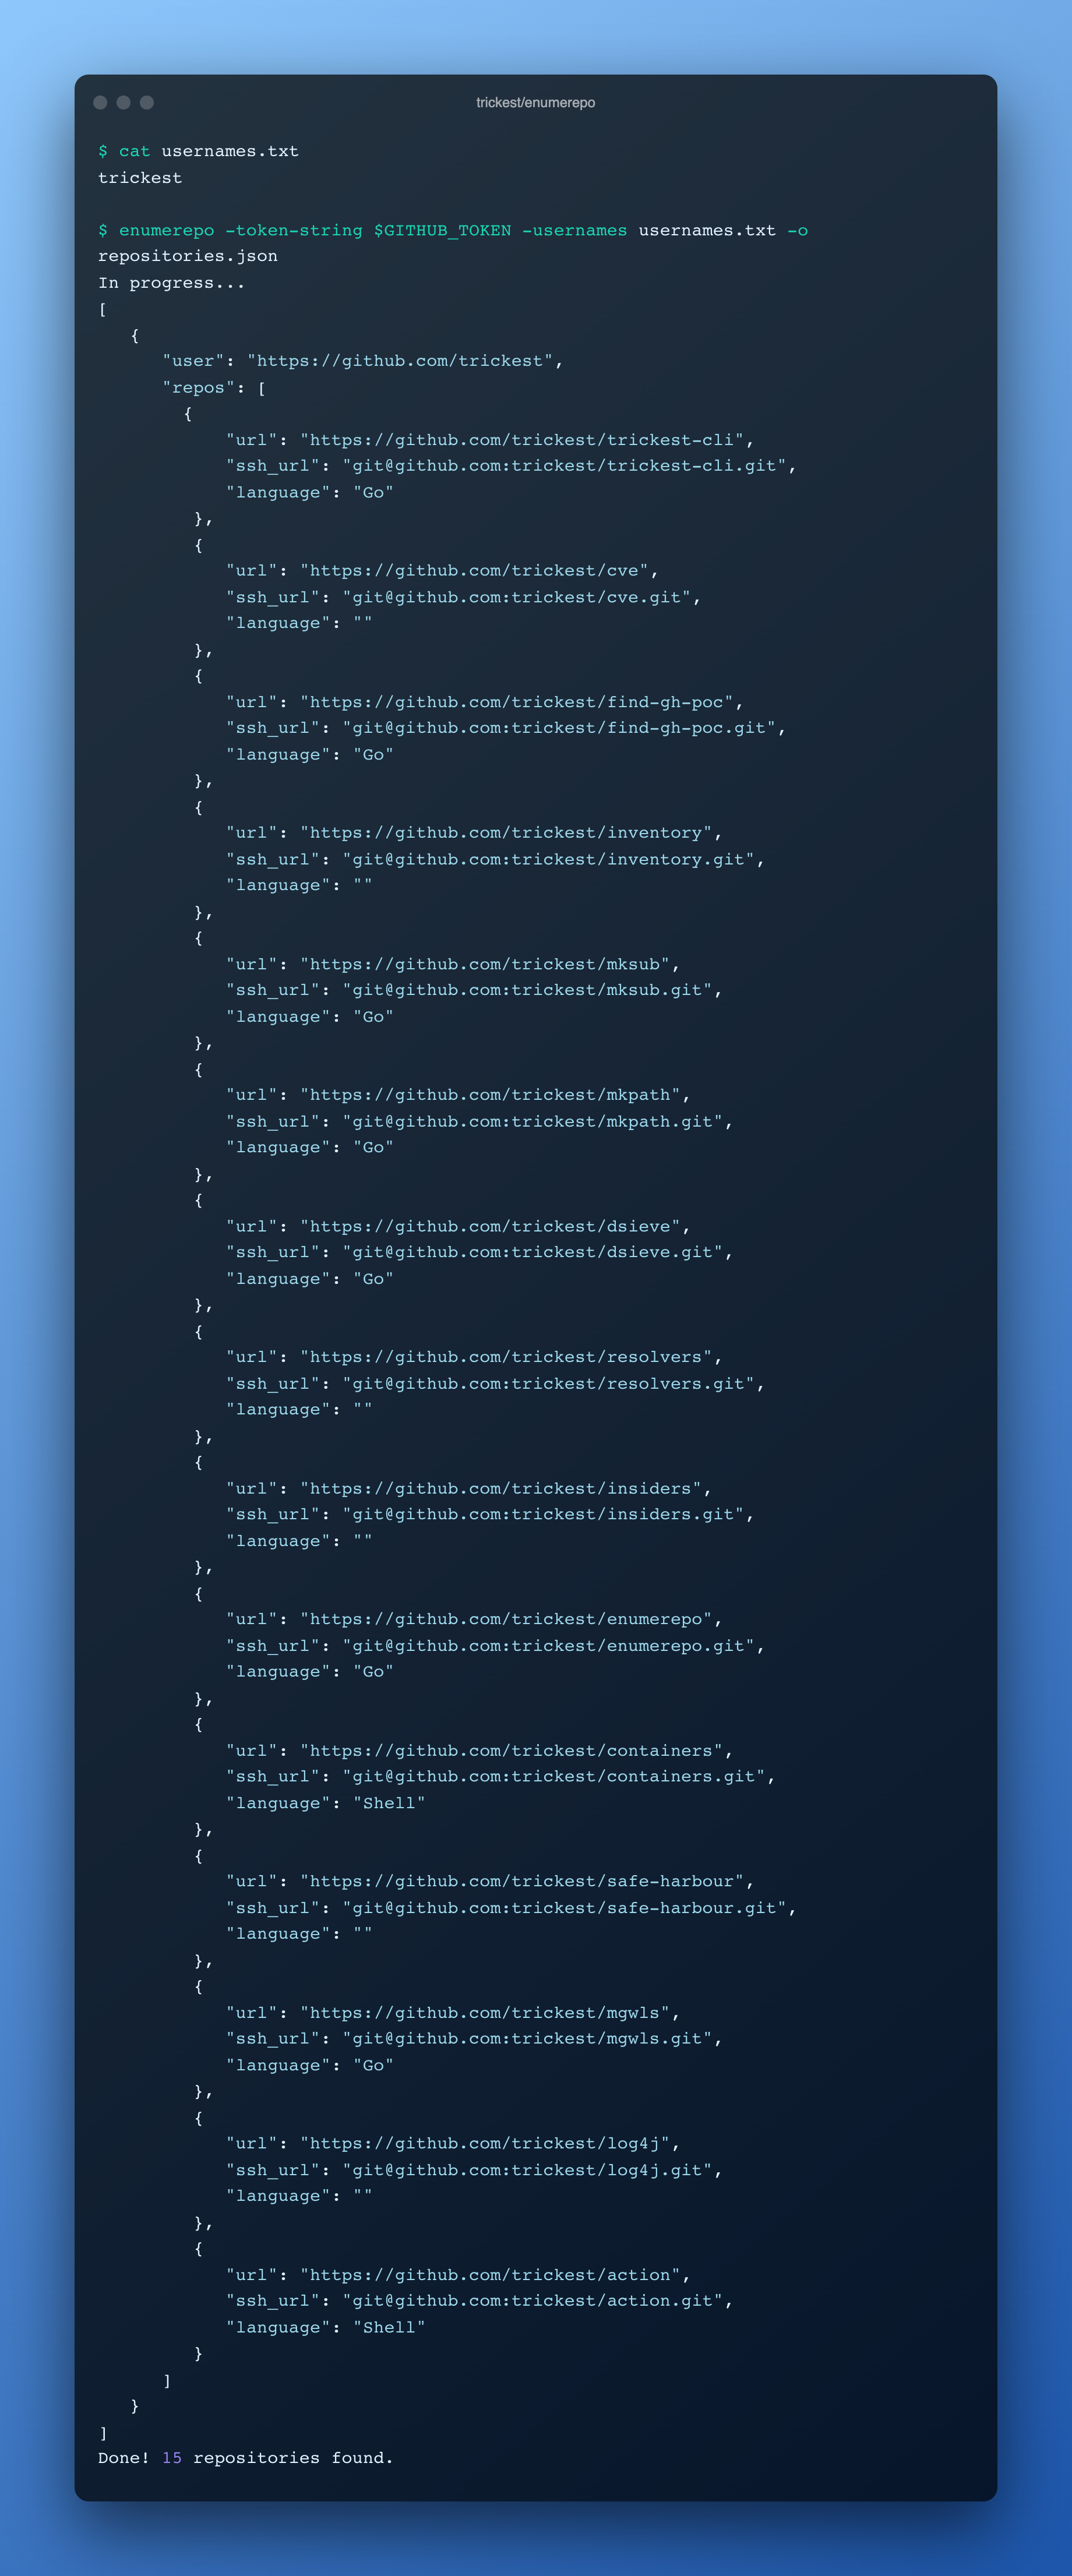 trickest/enumerepo
$ cat usernames.txt
trickest
$ enumerepo -token-string $GITHUB_TOKEN -usernames usernames.txt -o
repositories.json
In progress...
[
{
"user": "https://github.com/trickest",
"repos": [
{
"url": "https://github.com/trickest/trickest-cli",
"ssh_url": "git@github.com:trickest/trickest-cli.git",
"language": "Go"
},
{
"url": "https://github.com/trickest/cve",
"ssh_url": "git@github.com:trickest/cve.git",
"language": ""
},
{
"url": "https://github.com/trickest/find-gh-poc",
"ssh_url": "git@github.com:trickest/find-gh-poc.git",
"language": "Go"
},
{
"url": "https://github.com/trickest/inventory",
"ssh_url": "git@github.com:trickest/inventory.git",
"language": ""
},
{
"url": "https://github.com/trickest/mksub",
"ssh_url": "git@github.com:trickest/mksub.git",
"language": "Go"
},
{
"url": "https://github.com/trickest/mkpath",
"ssh_url": "git@github.com:trickest/mkpath.git",
"language": "Go"
},
{
"url": "https://github.com/trickest/dsieve",
"ssh_url": "git@github.com:trickest/dsieve.git",
"language": "Go"
},
{
"url": "https://github.com/trickest/resolvers",
"ssh_url": "git@github.com:trickest/resolvers.git",
"language": ""
},
{
"url": "https://github.com/trickest/insiders",
"ssh_url": "git@github.com:trickest/insiders.git",
"language": ""
},
{
"url": "https://github.com/trickest/enumerepo",
"ssh_url": "git@github.com:trickest/enumerepo.git",
"language": "Go"
},
{
"url": "https://github.com/trickest/containers",
"ssh_url": "git@github.com:trickest/containers.git",
"language": "Shell"
},
{
"url": "https://github.com/trickest/safe-harbour",
"ssh_url": "git@github.com:trickest/safe-harbour.git",
"language": ""
},
{
"url": "https://github.com/trickest/mgwls",
"ssh_url": "git@github.com:trickest/mgwls.git",
"language": "Go"
},
{
"url": "https://github.com/trickest/log4j",
"ssh_url": "git@github.com:trickest/log4j.git",
"language": ""
},
{
"url": "https://github.com/trickest/action",
"ssh_url": "git@github.com:trickest/action.git",
"language": "Shell"
}
]
}
]
Done! 15 repositories found.